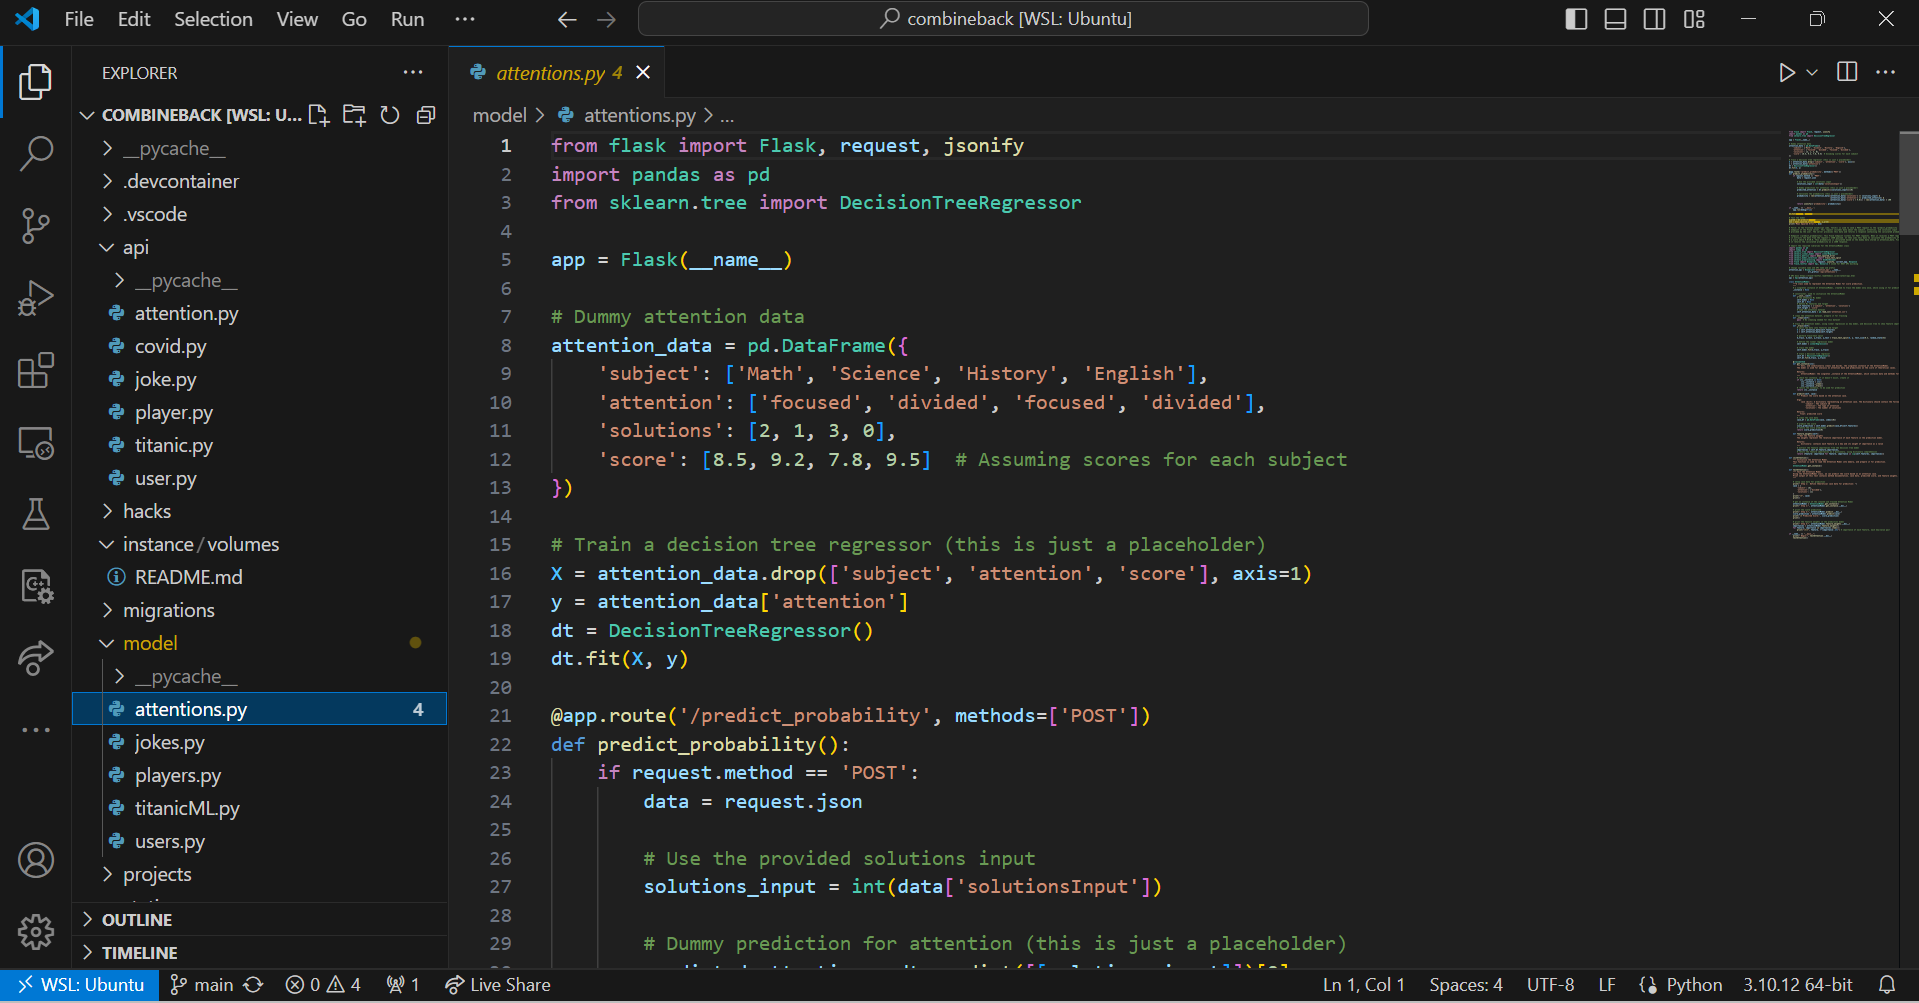 File Edit Selection View Go Run ··· combineback [WSL: Ubuntu]
EXPLORER
COMBINEBACK [WSL: U...
__pycache__
.devcontainer
.vscode
api
__pycache__
attention.py
covid.py
joke.py
player.py
titanic.py
user.py
hacks
instance/volumes
README.md
migrations
model
__pycache__
attentions.py 4
jokes.py
players.py
titanicML.py
users.py
projects
OUTLINE
TIMELINE
attentions.py 4
model > attentions.py > ...
1 from flask import Flask, request, jsonify
2 import pandas as pd
3 from sklearn.tree import DecisionTreeRegressor
4
5 app = Flask(__name__)
6
7 # Dummy attention data
8 attention_data = pd.DataFrame({
9 'subject': ['Math', 'Science', 'History', 'English'],
10 'attention': ['focused', 'divided', 'focused', 'divided'],
11 'solutions': [2, 1, 3, 0],
12 'score': [8.5, 9.2, 7.8, 9.5]  # Assuming scores for each subject
13 })
14
15 # Train a decision tree regressor (this is just a placeholder)
16 X = attention_data.drop(['subject', 'attention', 'score'], axis=1)
17 y = attention_data['attention']
18 dt = DecisionTreeRegressor()
19 dt.fit(X, y)
20
21 @app.route('/predict_probability', methods=['POST'])
22 def predict_probability():
23 if request.method == 'POST':
24 data = request.json
25
26 # Use the provided solutions input
27 solutions_input = int(data['solutionsInput'])
28
29 # Dummy prediction for attention (this is just a placeholder)
WSL: Ubuntu main 0 4 1 Live Share Ln 1, Col 1 Spaces: 4 UTF-8 LF Python 3.10.12 64-bit